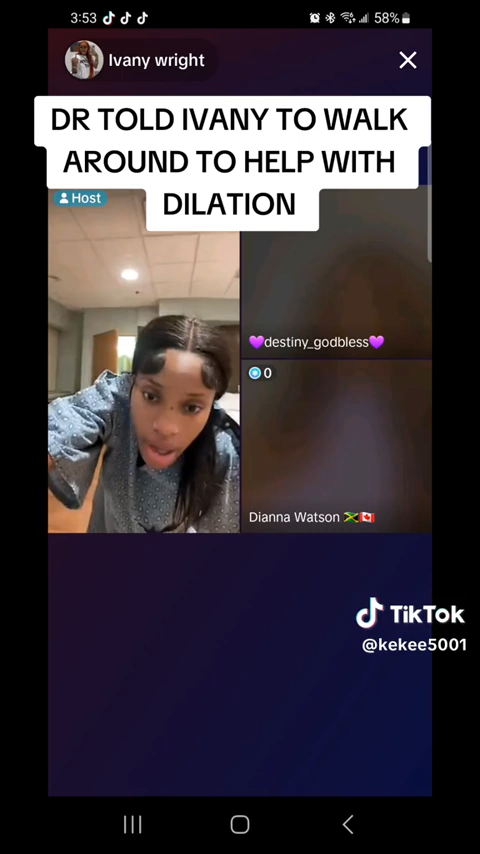 3:53
58%
Ivany wright
DR TOLD IVANY TO WALK
AROUND TO HELP WITH
DILATION
Host
💜destiny_godbless💜
0
Dianna Watson 🇯🇲🇨🇦
TikTok
@kekee5001